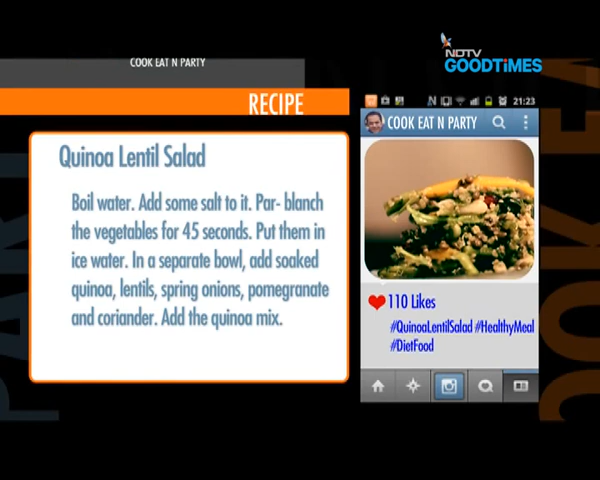 COOK EAT N PARTY
NDTV
GOODTiMES
RECIPE
21:23
COOK EAT N PARTY
Quinoa Lentil Salad
Boil water. Add some salt to it. Par- blanch
the vegetables for 45 seconds. Put them in
ice water. In a separate bowl, add soaked
quinoa, lentils, spring onions, pomegranate
and coriander. Add the quinoa mix.
110 Likes
#QuinoaLentilSalad #HealthyMeal
#DietFood